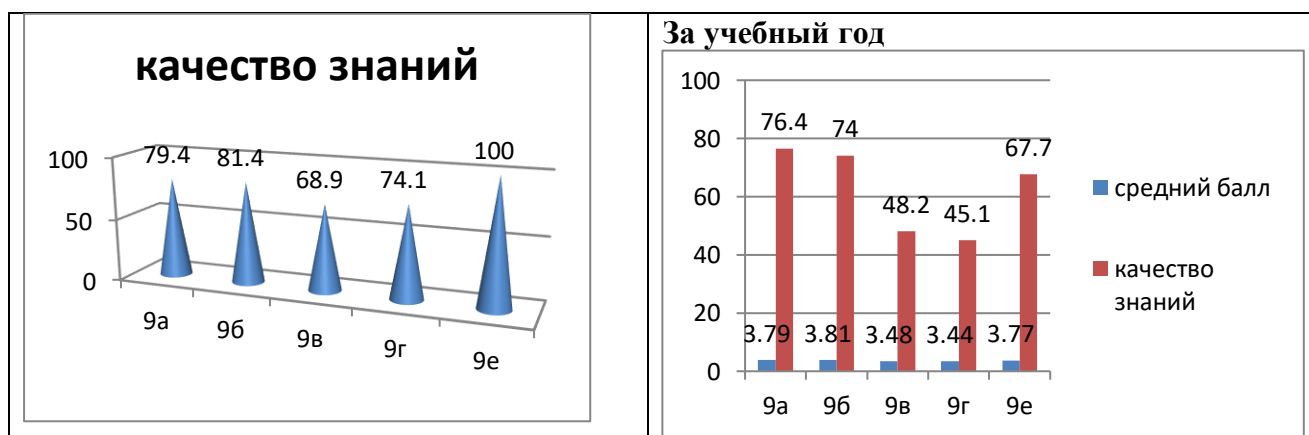 качество знаний
100
50
0
79.4
81.4
68.9
74.1
100
9а
9б
9в
9г
9е
За учебный год
100
80
60
40
20
0
76.4
74
48.2
45.1
67.7
3.79
3.81
3.48
3.44
3.77
9а
9б
9в
9г
9е
средний балл
качество
знаний